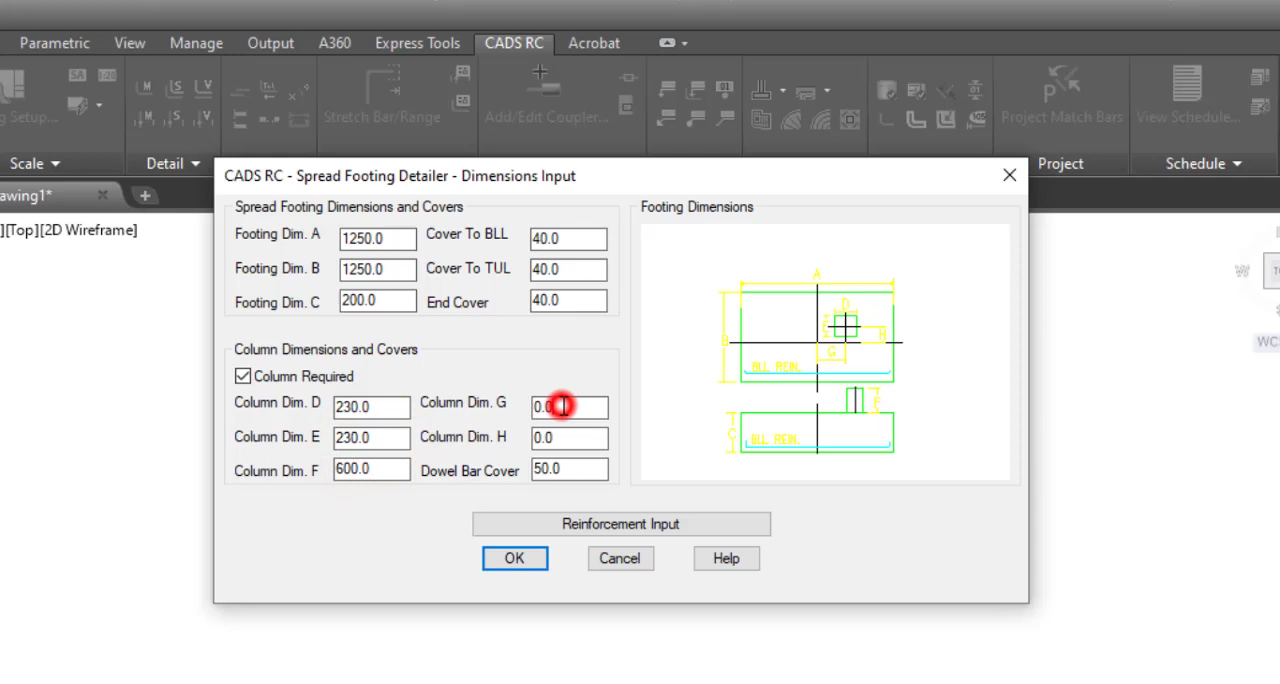 Parametric View Manage Output A360 Express Tools CADS RC Acrobat
g Setup... Stretch Bar/Range Add/Edit Coupler... Project Match Bars View Schedule...
Scale Detail Project Schedule
awing1*
][Top][2D Wireframe]
CADS RC - Spread Footing Detailer - Dimensions Input
Spread Footing Dimensions and Covers
Footing Dim. A 1250.0 Cover To BLL 40.0
Footing Dim. B 1250.0 Cover To TUL 40.0
Footing Dim. C 200.0 End Cover 40.0
Column Dimensions and Covers
Column Required
Column Dim. D 230.0 Column Dim. G 0.0
Column Dim. E 230.0 Column Dim. H 0.0
Column Dim. F 600.0 Dowel Bar Cover 50.0
Footing Dimensions
A
D
E
B
H
G
BLL REIN.
F
C
BLL REIN.
Reinforcement Input
OK Cancel Help
W
WC